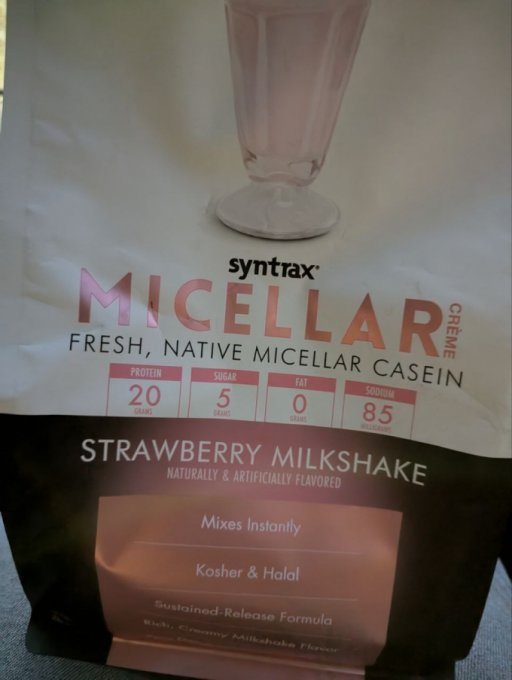 syntrax
MICELLAR CRÈME
FRESH, NATIVE MICELLAR CASEIN
PROTEIN SUGAR FAT SODIUM
20 5 0 85
GRAMS GRAMS GRAMS MILLIGRAMS
STRAWBERRY MILKSHAKE
NATURALLY & ARTIFICIALLY FLAVORED
Mixes Instantly
Kosher & Halal
Sustained-Release Formula
Rich, Creamy Milkshake Flavor